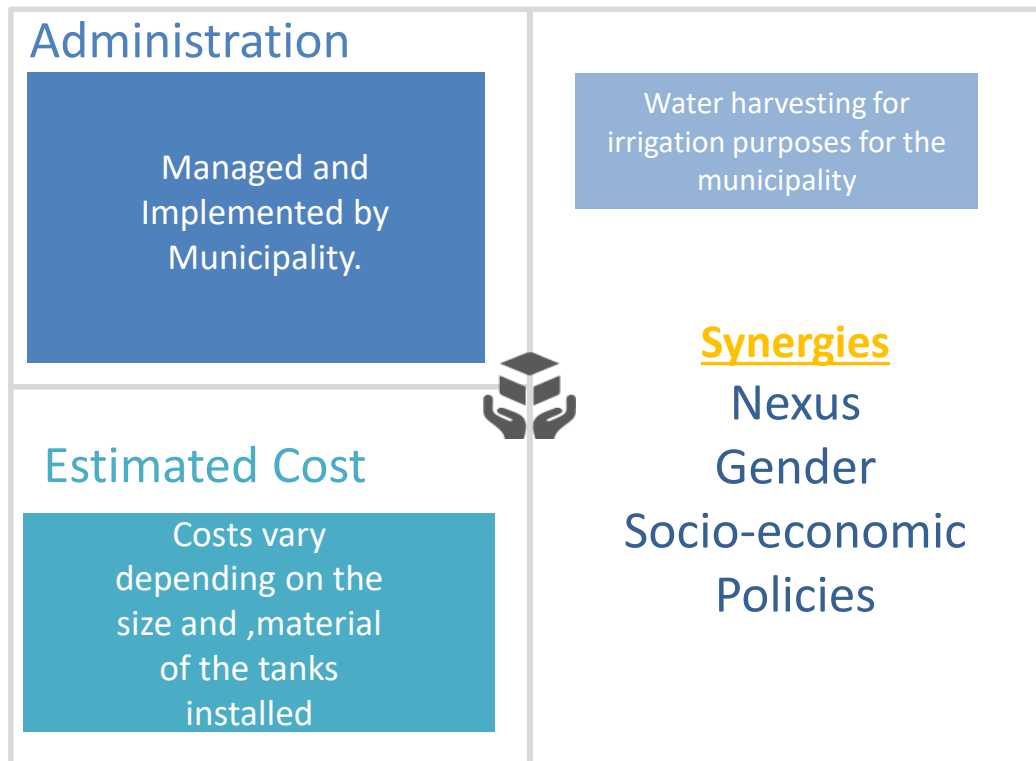 Administration
Managed and
Implemented by
Municipality.
Estimated Cost
Costs vary
depending on the
size and ,material
of the tanks
installed
Water harvesting for
irrigation purposes for the
municipality
Synergies
Nexus
Gender
Socio-economic
Policies